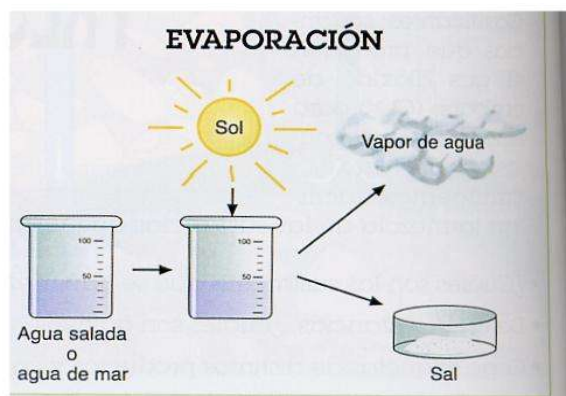 EVAPORACIÓN
Sol
Vapor de agua
100
50
100
50
Agua salada
o
agua de mar
Sal